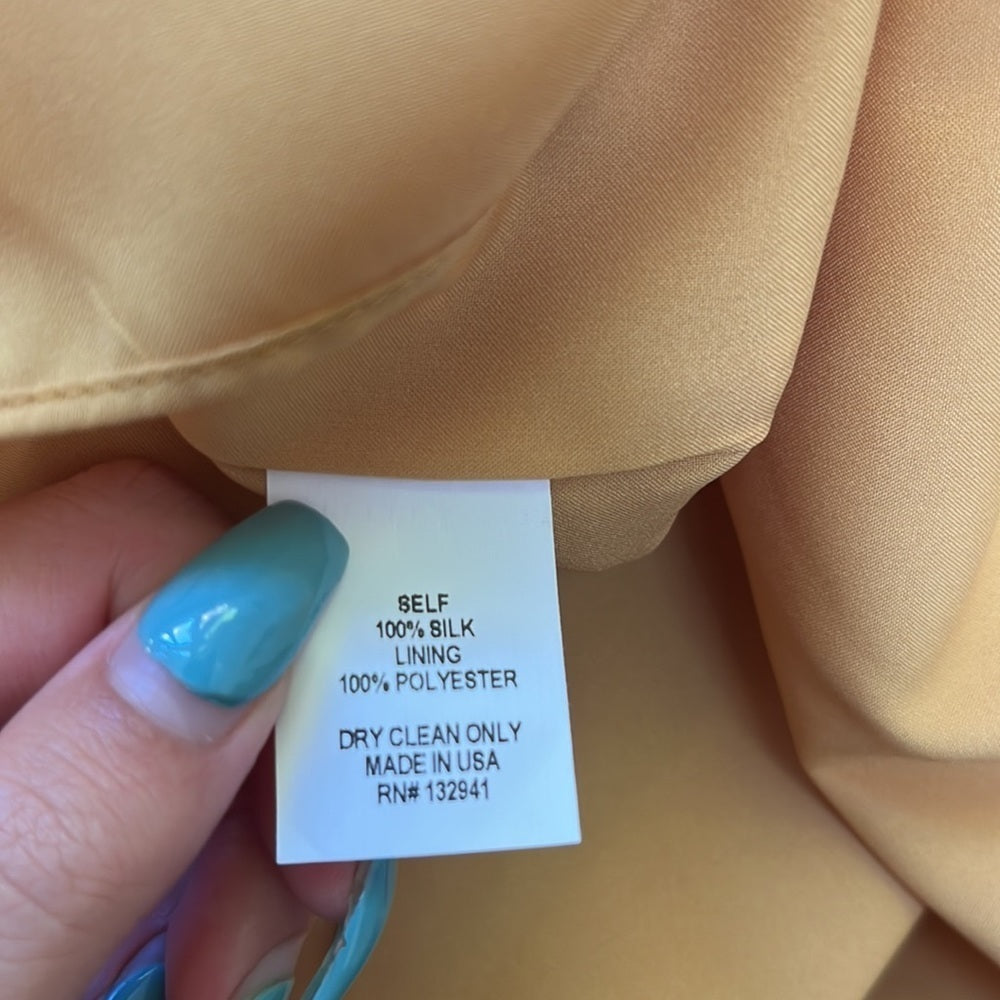 SELF
100% SILK
LINING
100% POLYESTER
DRY CLEAN ONLY
MADE IN USA
RN# 132941